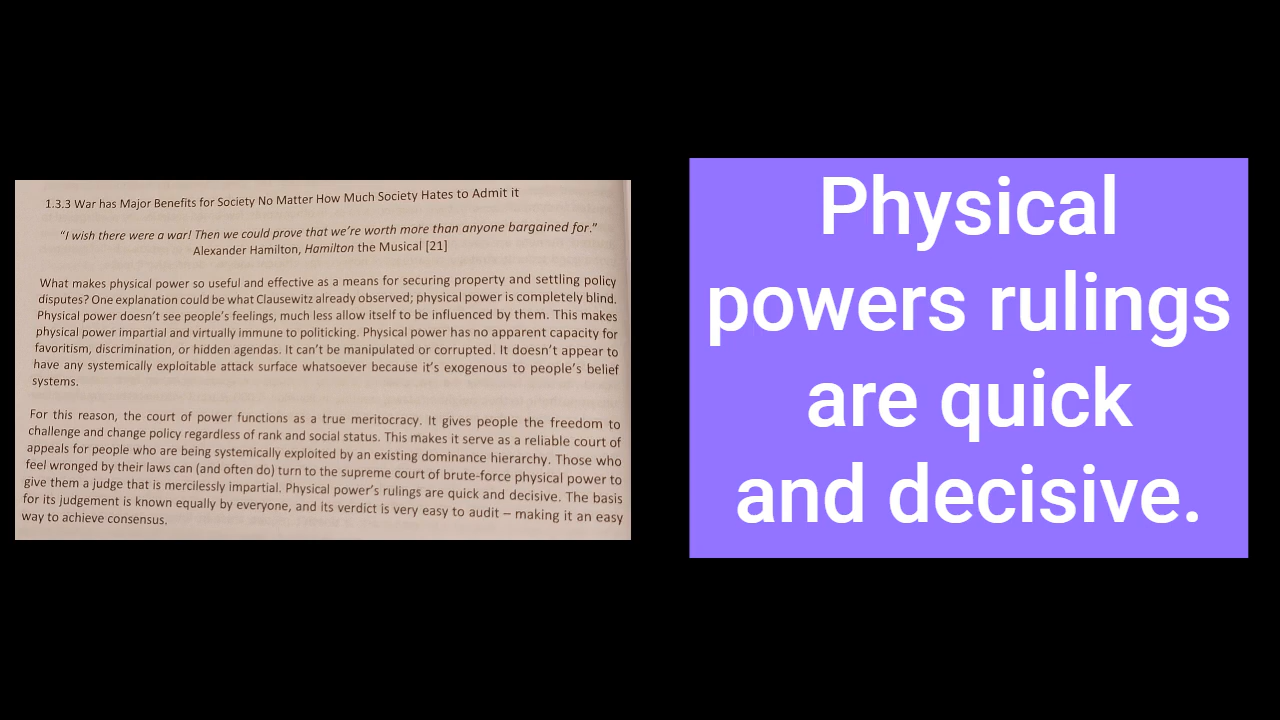 1.3.3 War has Major Benefits for Society No Matter How Much Society Hates to Admit it
“I wish there were a war! Then we could prove that we’re worth more than anyone bargained for.”
Alexander Hamilton, Hamilton the Musical [21]
What makes physical power so useful and effective as a means for securing property and settling policy
disputes? One explanation could be what Clausewitz already observed; physical power is completely blind.
Physical power doesn’t see people’s feelings, much less allow itself to be influenced by them. This makes
physical power impartial and virtually immune to politicking. Physical power has no apparent capacity for
favoritism, discrimination, or hidden agendas. It can’t be manipulated or corrupted. It doesn’t appear to
have any systemically exploitable attack surface whatsoever because it’s exogenous to people’s belief
systems.
For this reason, the court of power functions as a true meritocracy. It gives people the freedom to
challenge and change policy regardless of rank and social status. This makes it serve as a reliable court of
appeals for people who are being systemically exploited by an existing dominance hierarchy. Those who
feel wronged by their laws can (and often do) turn to the supreme court of brute-force physical power to
give them a judge that is mercilessly impartial. Physical power’s rulings are quick and decisive. The basis
for its judgement is known equally by everyone, and its verdict is very easy to audit – making it an easy
way to achieve consensus.
Physical
powers rulings
are quick
and decisive.